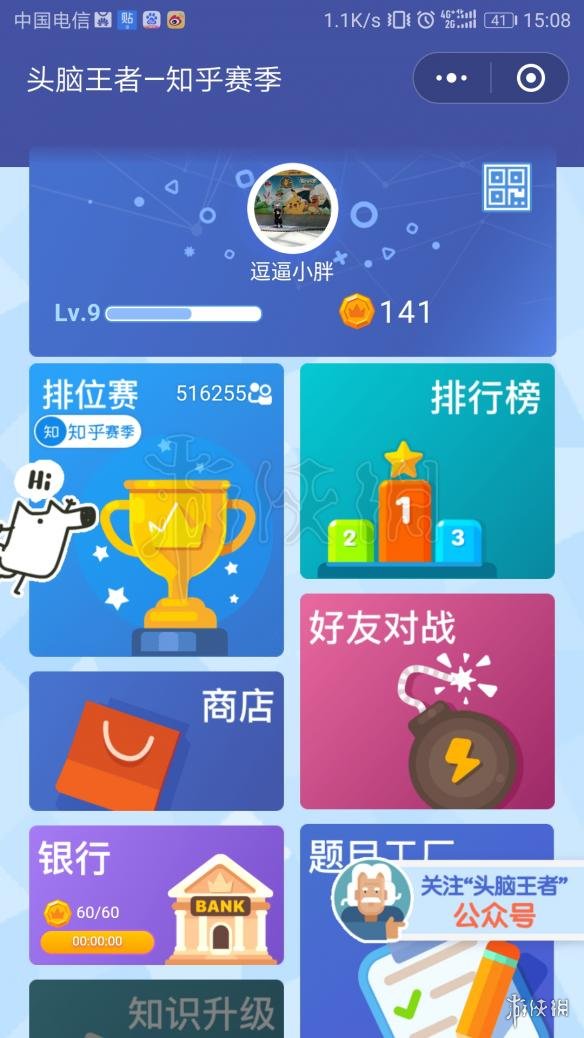 中国电信 贴 1.1K/s 4G+ 2G 41 15:08
头脑王者—知乎赛季
逗逼小胖
Lv.9 141
排位赛 516255
知 知乎赛季
排行榜
Hi
1
2 3
好友对战
商店
银行
题目工厂
60/60
BANK
00:00:00
关注“头脑王者”
公众号
知识升级
游侠网
游侠网